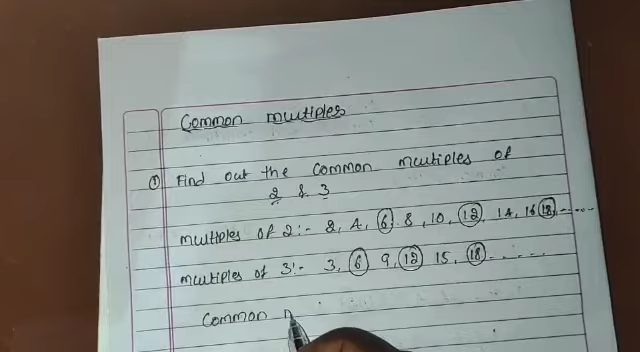 Common multiples
① Find out the common multiples of
2 & 3
multiples of 2:- 2, 4, 6, 8, 10, 12, 14, 16 18, -----
multiples of 3:- 3, 6 9, 12 15, 18 - - - - -
Common